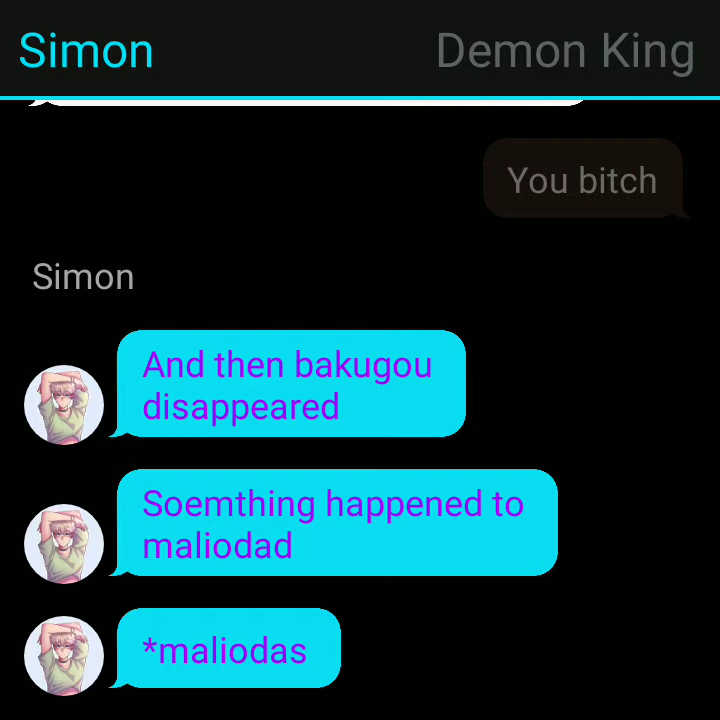 Simon
Demon King
You bitch
Simon
And then bakugou
disappeared
Soemthing happened to
maliodad
*maliodas